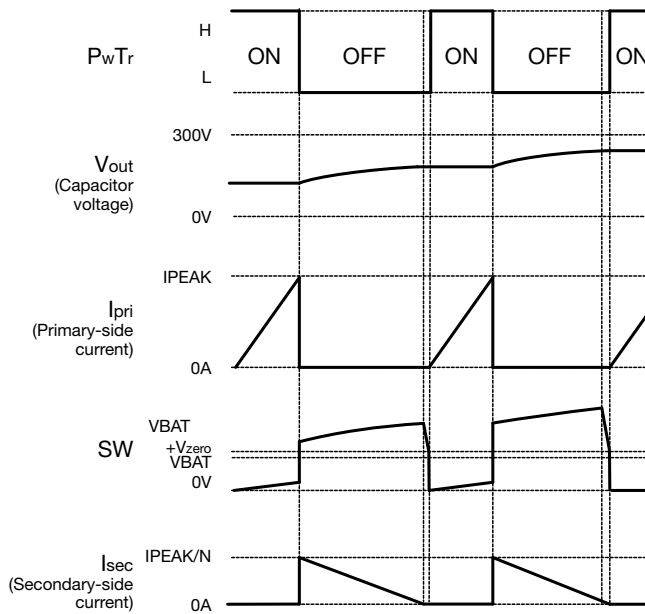 H
PwTr
ON OFF ON OFF ON
L
300V
Vout
(Capacitor
voltage)
0V
IPEAK
Ipri
(Primary-side
current)
0A
VBAT
+Vzero
SW
VBAT
0V
IPEAK/N
Isec
(Secondary-side
current)
0A